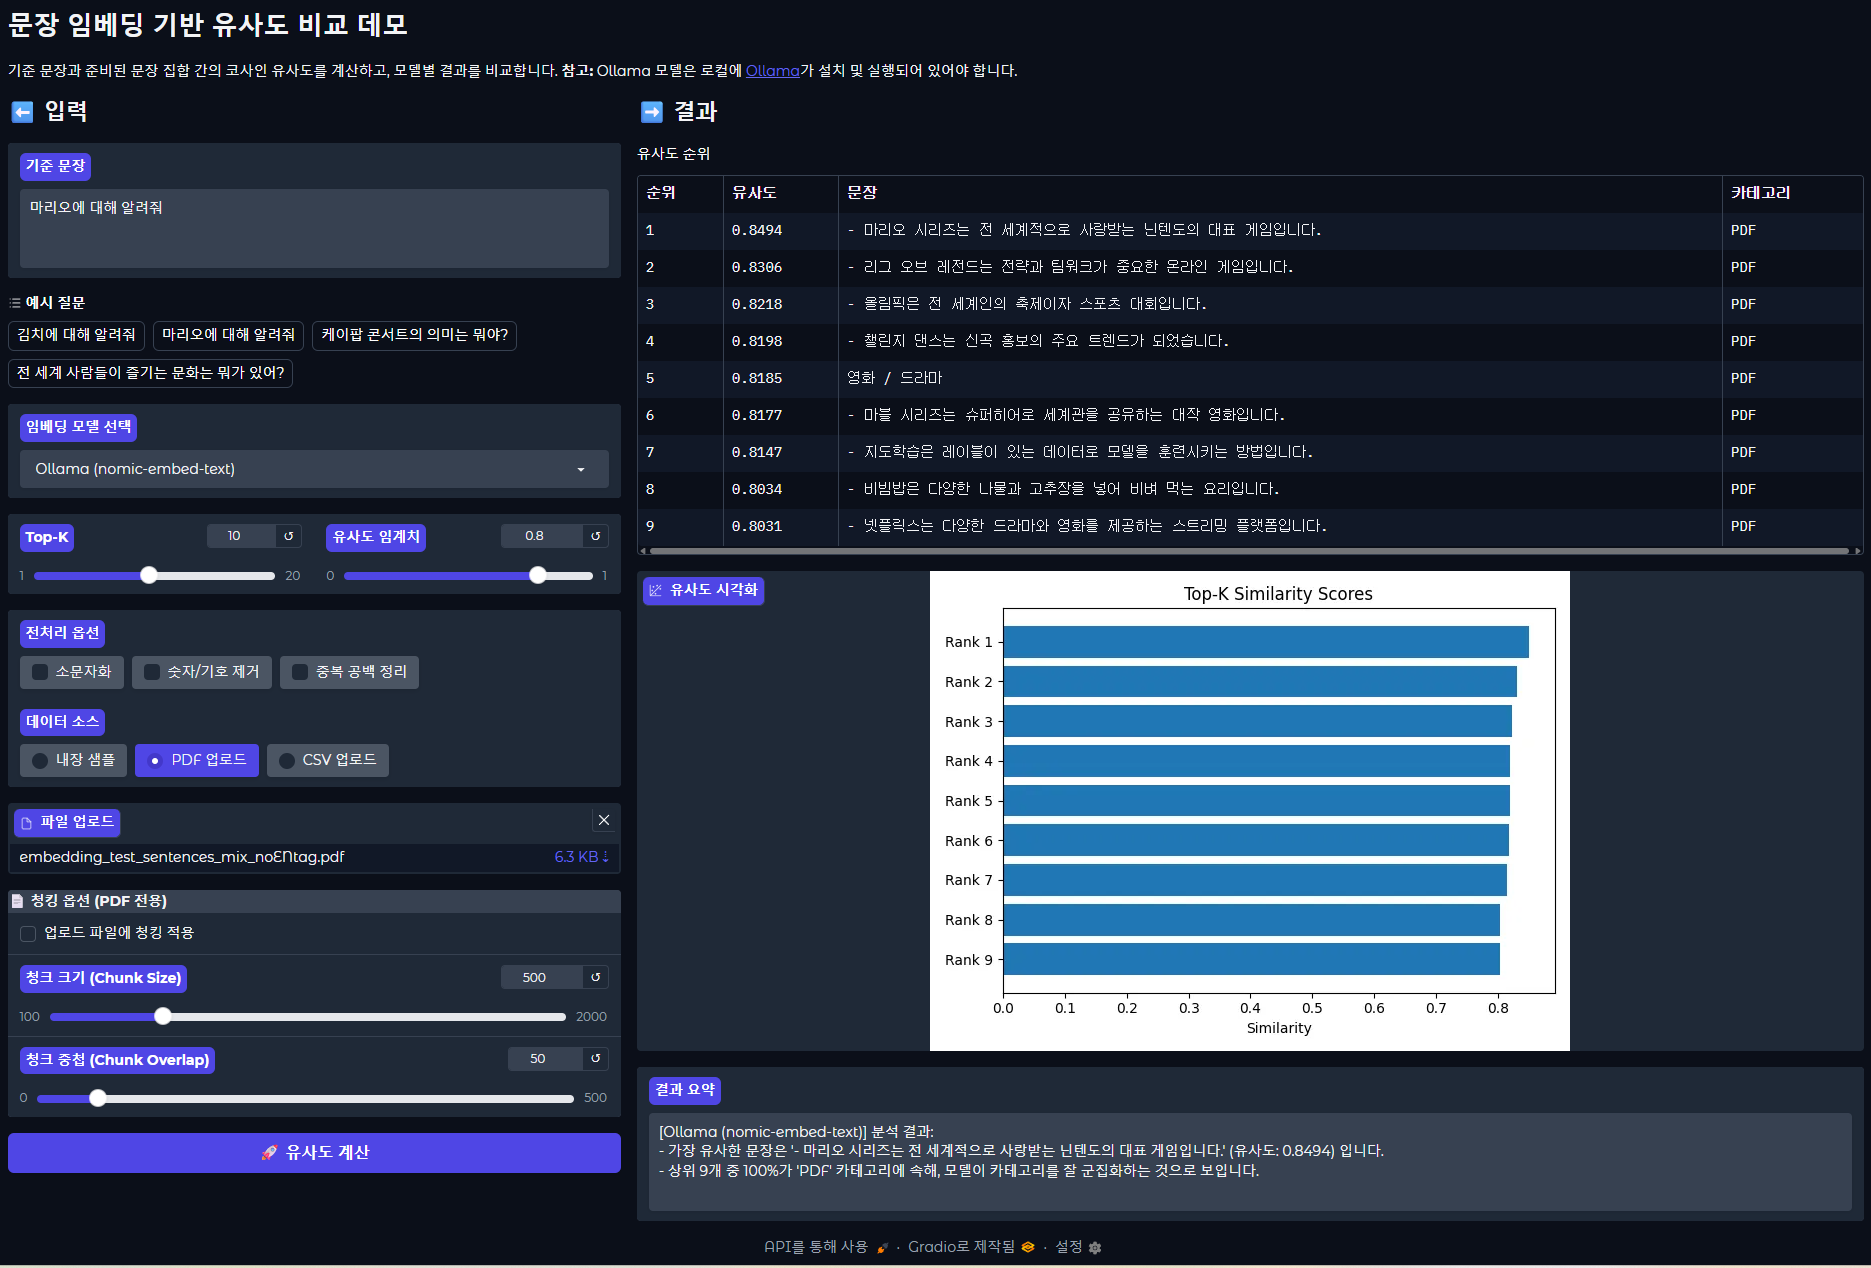 문장 임베딩 기반 유사도 비교 데모
기준 문장과 준비된 문장 집합 간의 코사인 유사도를 계산하고, 모델별 결과를 비교합니다. 참고: Ollama 모델은 로컬에 Ollama가 설치 및 실행되어 있어야 합니다.
입력
기준 문장
마리오에 대해 알려줘
예시 질문
김치에 대해 알려줘
마리오에 대해 알려줘
케이팝 콘서트의 의미는 뭐야?
전 세계 사람들이 즐기는 문화는 뭐가 있어?
임베딩 모델 선택
Ollama (nomic-embed-text)
Top-K 10
1 20
유사도 임계치 0.8
0 1
전처리 옵션
소문자화
숫자/기호 제거
중복 공백 정리
데이터 소스
내장 샘플
PDF 업로드
CSV 업로드
파일 업로드
embedding_test_sentences_mix_noENtag.pdf 6.3 KB ⇣
청킹 옵션 (PDF 전용)
업로드 파일에 청킹 적용
청크 크기 (Chunk Size) 500
100 2000
청크 중첩 (Chunk Overlap) 50
0 500
유사도 계산
결과
유사도 순위
순위 유사도 문장 카테고리
1 0.8494 - 마리오 시리즈는 전 세계적으로 사랑받는 닌텐도의 대표 게임입니다. PDF
2 0.8306 - 리그 오브 레전드는 전략과 팀워크가 중요한 온라인 게임입니다. PDF
3 0.8218 - 올림픽은 전 세계인의 축제이자 스포츠 대회입니다. PDF
4 0.8198 - 챌린지 댄스는 신곡 홍보의 주요 트렌드가 되었습니다. PDF
5 0.8185 영화 / 드라마 PDF
6 0.8177 - 마블 시리즈는 슈퍼히어로 세계관을 공유하는 대작 영화입니다. PDF
7 0.8147 - 지도학습은 레이블이 있는 데이터로 모델을 훈련시키는 방법입니다. PDF
8 0.8034 - 비빔밥은 다양한 나물과 고추장을 넣어 비벼 먹는 요리입니다. PDF
9 0.8031 - 넷플릭스는 다양한 드라마와 영화를 제공하는 스트리밍 플랫폼입니다. PDF
유사도 시각화
Top-K Similarity Scores
Rank 1
Rank 2
Rank 3
Rank 4
Rank 5
Rank 6
Rank 7
Rank 8
Rank 9
0.0 0.1 0.2 0.3 0.4 0.5 0.6 0.7 0.8
Similarity
결과 요약
[Ollama (nomic-embed-text)] 분석 결과:
- 가장 유사한 문장은 '- 마리오 시리즈는 전 세계적으로 사랑받는 닌텐도의 대표 게임입니다.' (유사도: 0.8494) 입니다.
- 상위 9개 중 100%가 'PDF' 카테고리에 속해, 모델이 카테고리를 잘 군집화하는 것으로 보입니다.
API를 통해 사용 · Gradio로 제작됨 · 설정